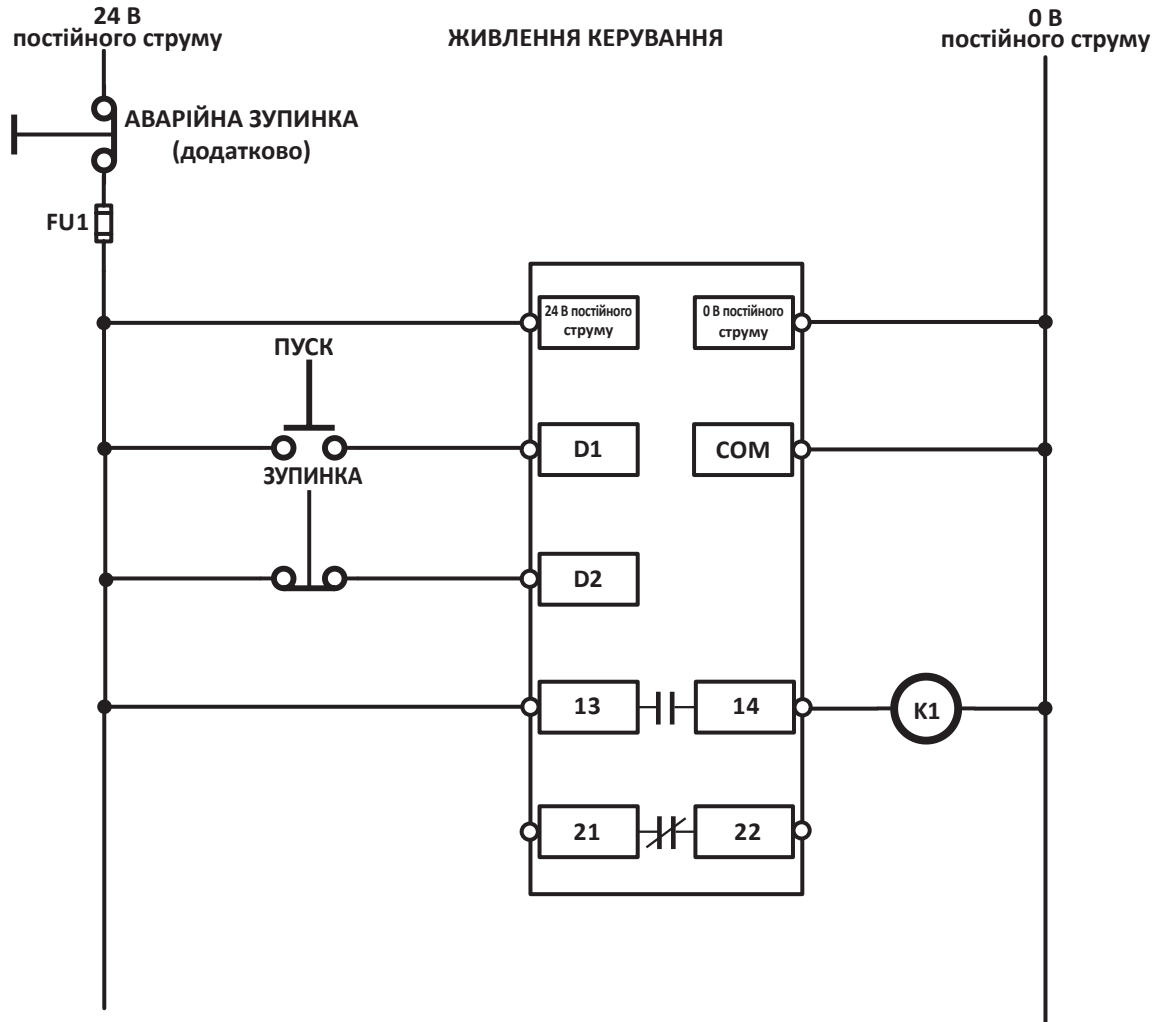 24 В
постійного струму
ЖИВЛЕННЯ КЕРУВАННЯ
0 В
постійного струму
АВАРІЙНА ЗУПИНКА
(додатково)
FU1
24 В постійного
струму
0 В постійного
струму
ПУСК
D1
COM
ЗУПИНКА
D2
13
14
K1
21
22